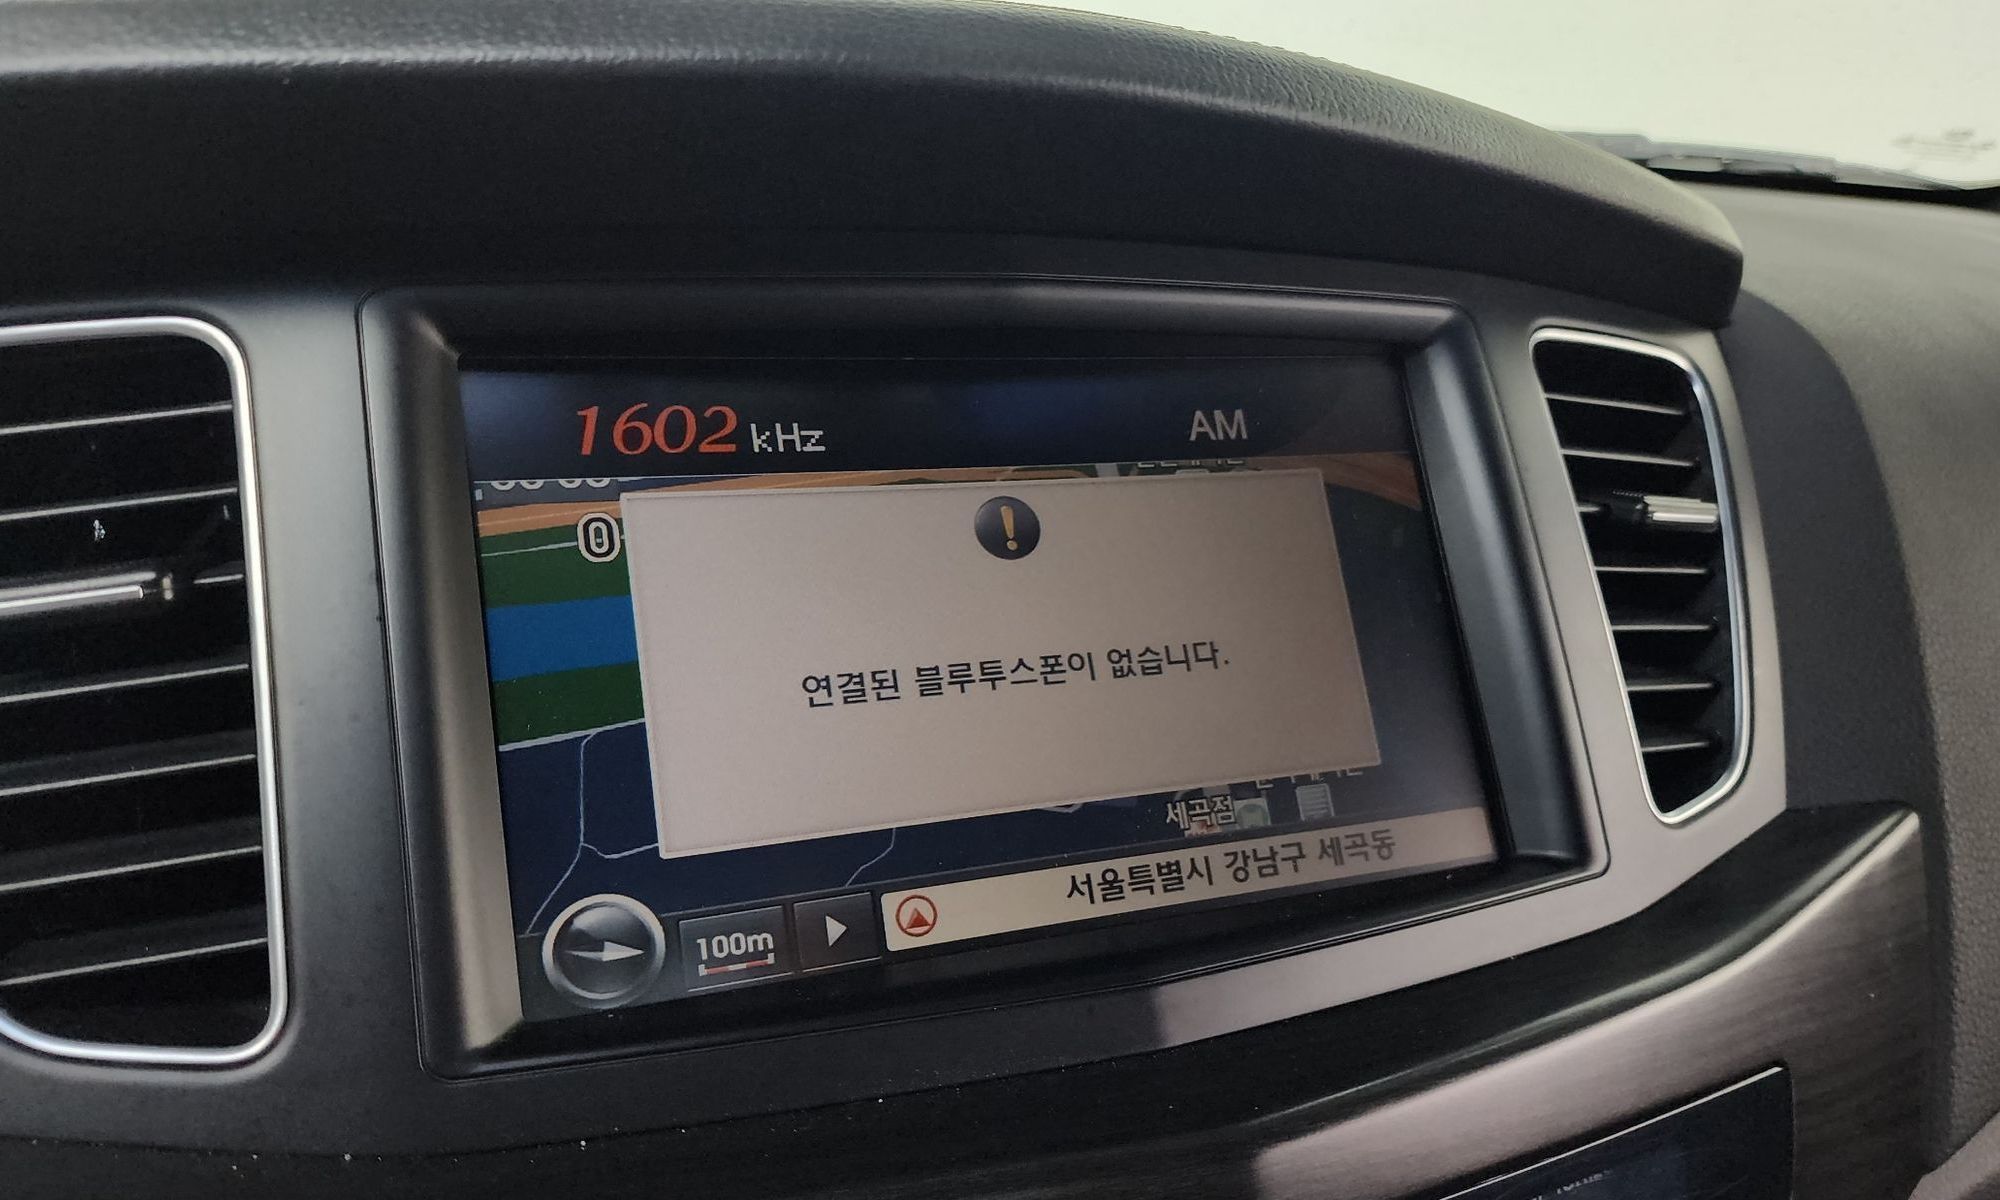 1602 kHz AM
0
연결된 블루투스폰이 없습니다.
세곡점
100m
서울특별시 강남구 세곡동